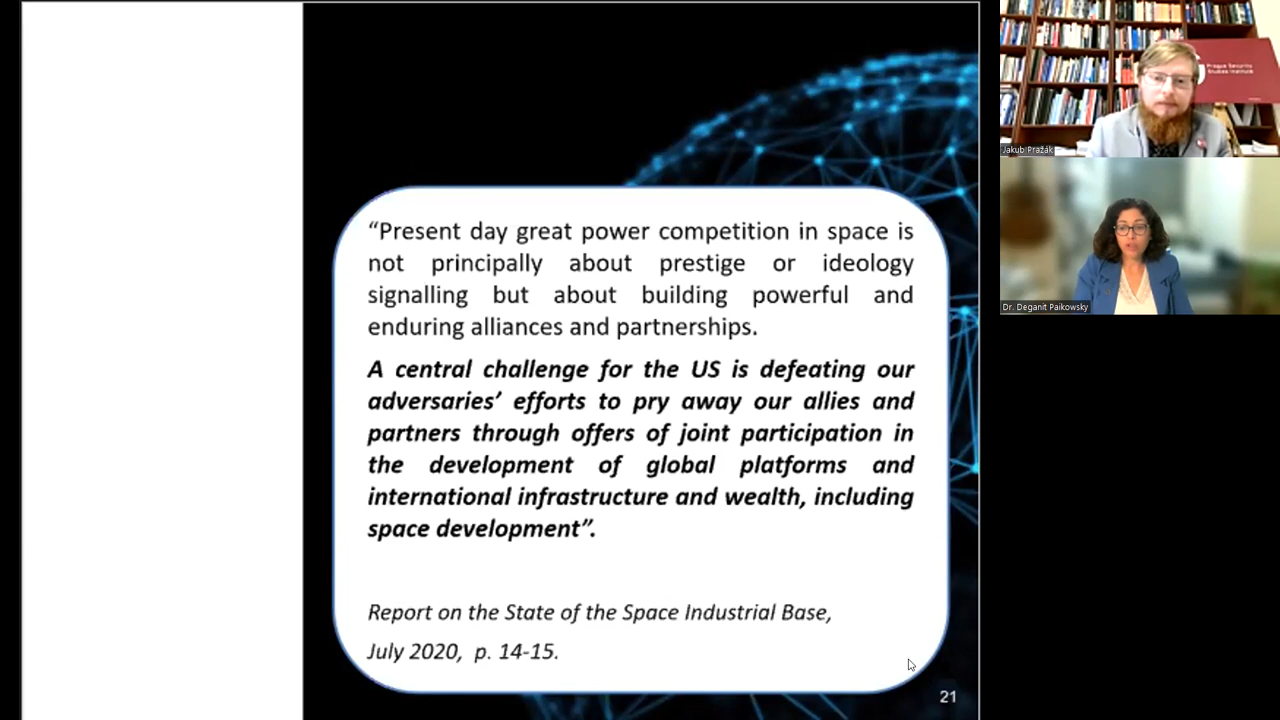 “Present day great power competition in space is
not principally about prestige or ideology
signalling but about building powerful and
enduring alliances and partnerships.
A central challenge for the US is defeating our
adversaries’ efforts to pry away our allies and
partners through offers of joint participation in
the development of global platforms and
international infrastructure and wealth, including
space development”.
Report on the State of the Space Industrial Base,
July 2020, p. 14-15.
21
Prague Security
Studies Institute
Jakub Pražák
Dr. Deganit Paikowsky